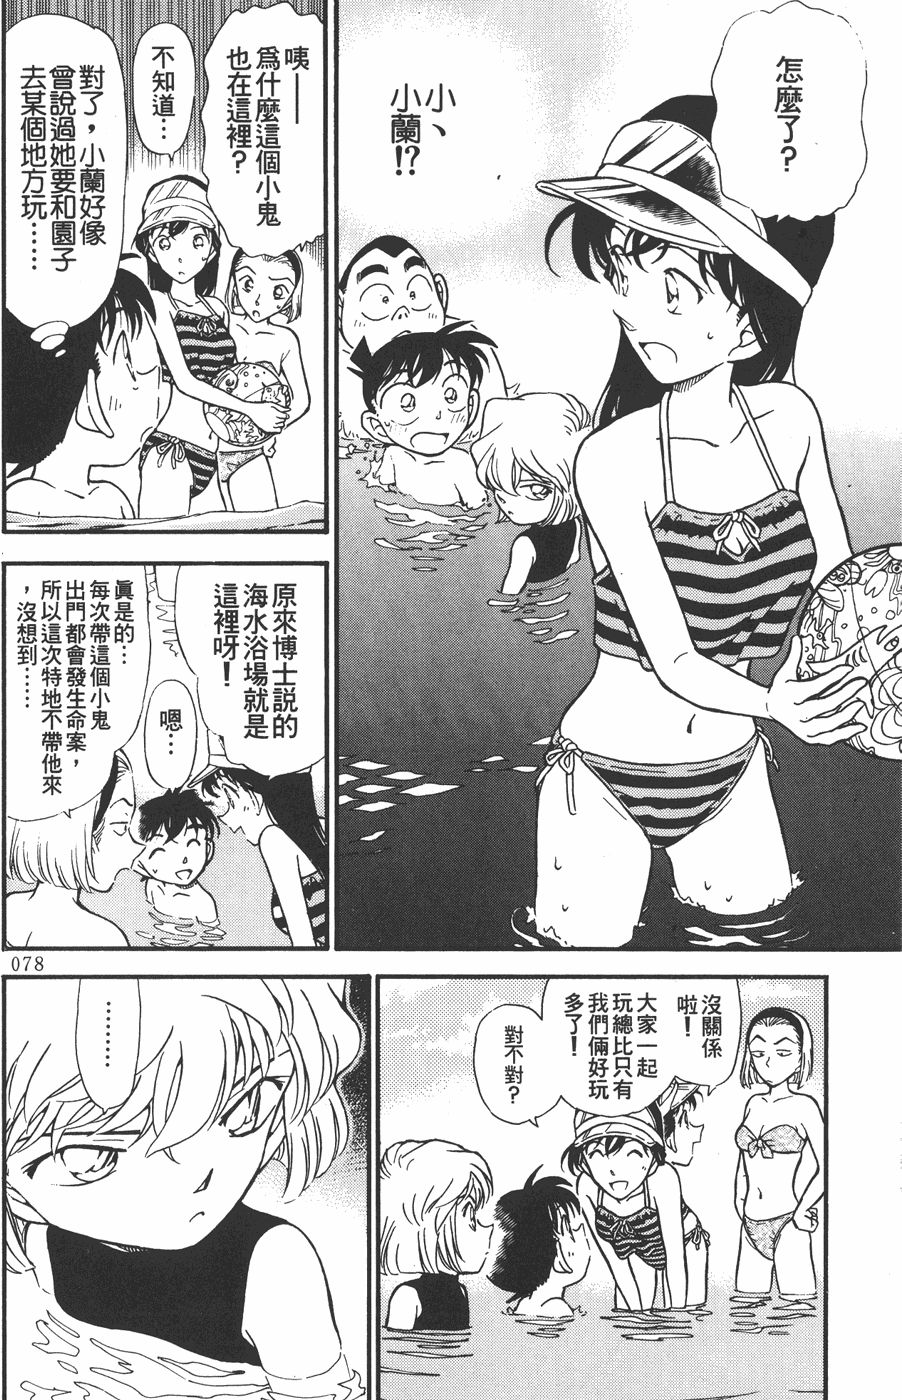 怎麼了？
小、
小蘭!?
咦——
為什麼這個小鬼
也在這裡？
不知道…
對了，小蘭好像
曾說過她要和園子
去某個地方玩……
原來博士說的
海水浴場就是
這裡呀！
嗯…
真是的…
每次帶這個小鬼
出門都會發生命案，
所以這次特地不帶他來
，沒想到……
078
沒關係
啦！
大家一起
玩總比只有
我們倆好玩
多了！
對不對？
………